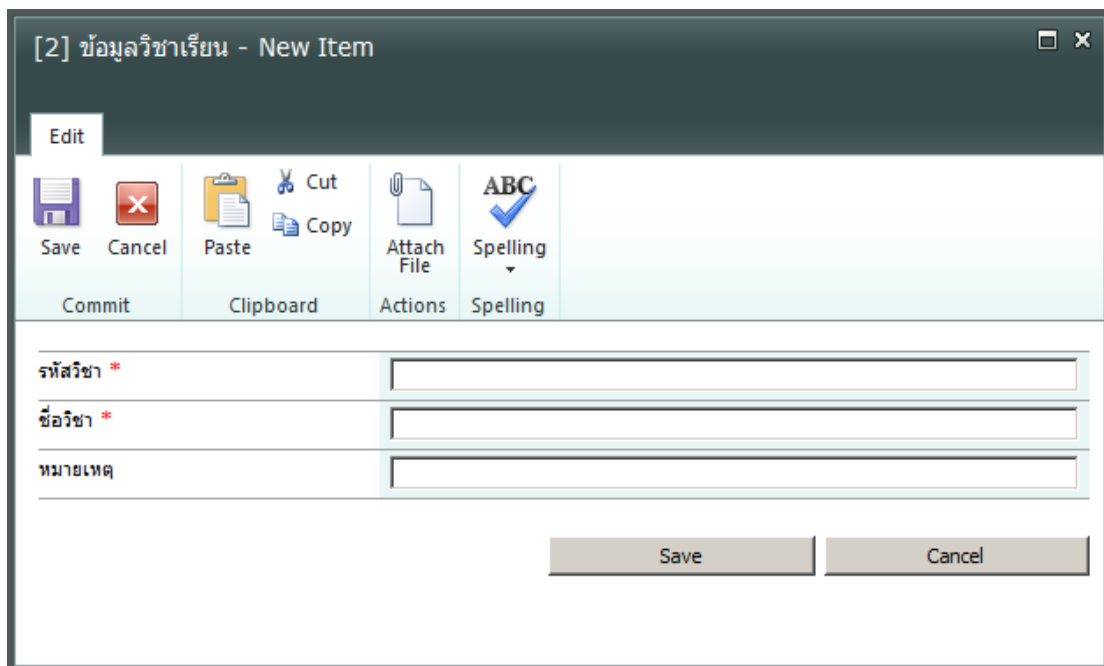 [2] ข้อมูลวิชาเรียน - New Item
Edit
Save
Cancel
Paste
Cut
Copy
Attach
File
ABC
Spelling
Commit
Clipboard
Actions
Spelling
รหัสวิชา *
ชื่อวิชา *
หมายเหตุ
Save
Cancel